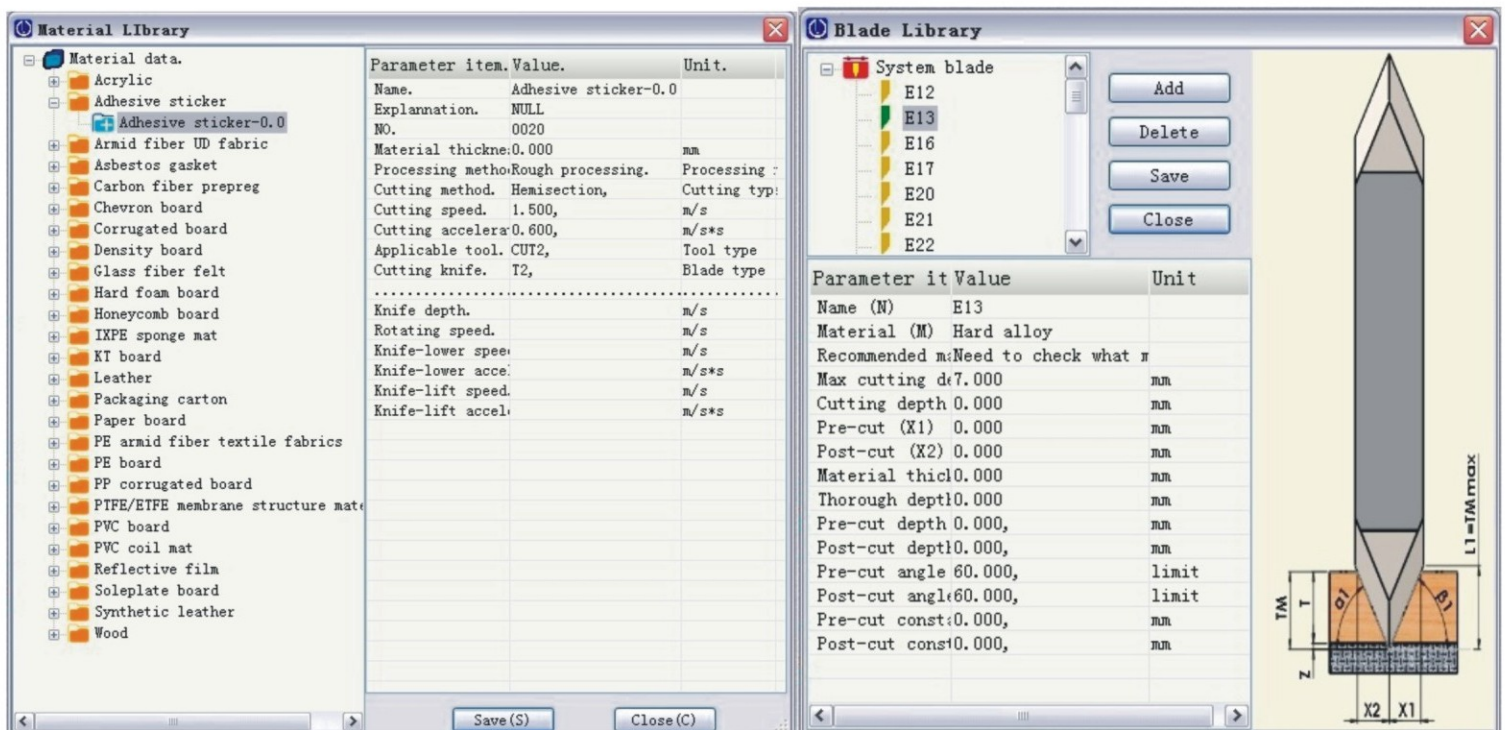 Material LIbrary
Material data.
Acrylic
Adhesive sticker
Adhesive sticker-0.0
Armid fiber UD fabric
Asbestos gasket
Carbon fiber prepreg
Chevron board
Corrugated board
Density board
Glass fiber felt
Hard foam board
Honeycomb board
IXPE sponge mat
KT board
Leather
Packaging carton
Paper board
PE armid fiber textile fabrics
PE board
PP corrugated board
PTFE/ETFE membrane structure mate
PVC board
PVC coil mat
Reflective film
Soleplate board
Synthetic leather
Wood
Parameter item. Value. Unit.
Name. Adhesive sticker-0.0
Explannation. NULL
NO. 0020
Material thickne 0.000 mm
Processing metho Rough processing. Processing
Cutting method. Hemisection, Cutting typ
Cutting speed. 1.500, m/s
Cutting accelera 0.600, m/s*s
Applicable tool. CUT2, Tool type
Cutting knife. T2, Blade type
Knife depth. m/s
Rotating speed. m/s
Knife-lower spee m/s
Knife-lower acce m/s*s
Knife-lift speed. m/s
Knife-lift accel m/s*s
Save(S) Close(C)
Blade Library
System blade
E12
E13
E16
E17
E20
E21
E22
Add
Delete
Save
Close
Parameter it Value Unit
Name (N) E13
Material (M) Hard alloy
Recommended ma Need to check what m
Max cutting de 7.000 mm
Cutting depth 0.000 mm
Pre-cut (X1) 0.000 mm
Post-cut (X2) 0.000 mm
Material thic 0.000 mm
Thorough dept 0.000 mm
Pre-cut depth 0.000, mm
Post-cut dept 0.000, mm
Pre-cut angle 60.000, limit
Post-cut angl 60.000, limit
Pre-cut const 0.000, mm
Post-cut cons 0.000, mm
L1=TWmax
TM
T
Z
α1
β1
X2 X1